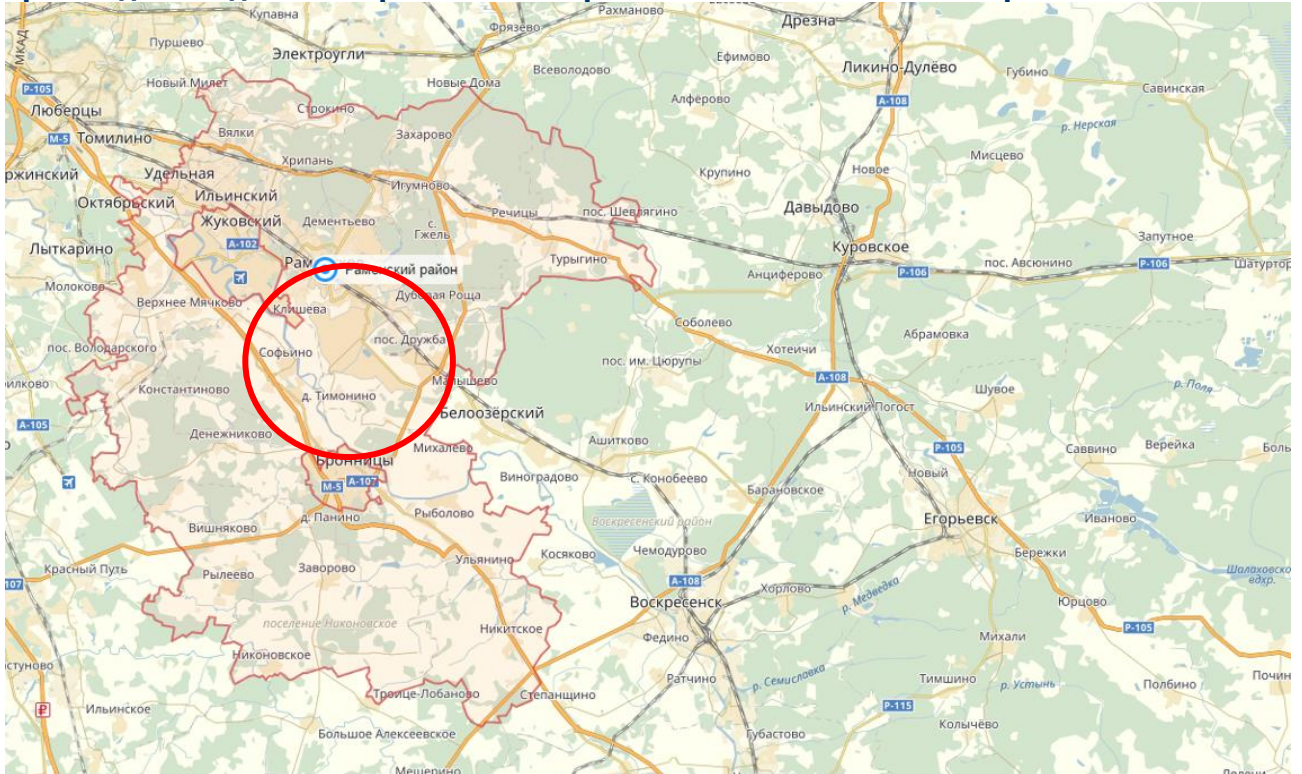 Купавна
Рахманово
Дрезна
Фрязево
МКАД
Пуршево
Электроугли
Ефимово
Всеволодово
Ликино-Дулёво
Губино
Новый Милет
Новые Дома
Савинская
Р-105
Строкино
Алферово
А-108
Люберцы
р. Нерская
Вялки
Захарово
М-5
Томилино
Хрипань
Мисцево
Удельная
Крупино
Новое
ржинский
Игумново
Ильинский
Октябрьский
Речицы
пос. Шевлягино
Давыдово
Жуковский
Дементьево
с. Гжель
Запутное
Лыткарино
А-102
Куровское
Турыгино
пос. Авсюнино
Шатуртор
Раменский район
Анциферово
Р-106
Р-106
Молоково
Дубовая Роща
Верхнее Мячково
Клишева
Соболево
Абрамовка
пос. Дружба
пос. Володарского
Софьино
Хотеичи
пос. им. Цюрупы
А-108
Константиново
Малышево
р. Поля
Шувое
д. Тимонино
Ильинский Погост
Белоозёрский
А-105
Денежниково
Ашитково
Михалево
Р-105
Саввино
Верейка
Боль
Бронницы
Новый
Виноградово
с. Конобеево
М-5
А-107
Барановское
Рыболово
Егорьевск
Иваново
д. Панино
Воскресенский район
Вишняково
Чемодурово
Косяково
Бережки
Ульянино
Красный Путь
Заворово
Рылеево
107
А-108
Хорлово
р. Медведка
Воскресенск
Юрцово
поселение Никоновское
Никитское
Р-105
Федино
Михали
Никоновское
Ратчино
р. Семиславка
Тимшино
р. Устынь
Полбино
Почин
Троице-Лобаново
Степанщино
Ильинское
Р-115
Колычёво
Большое Алексеевское
Губастово
Мещерино